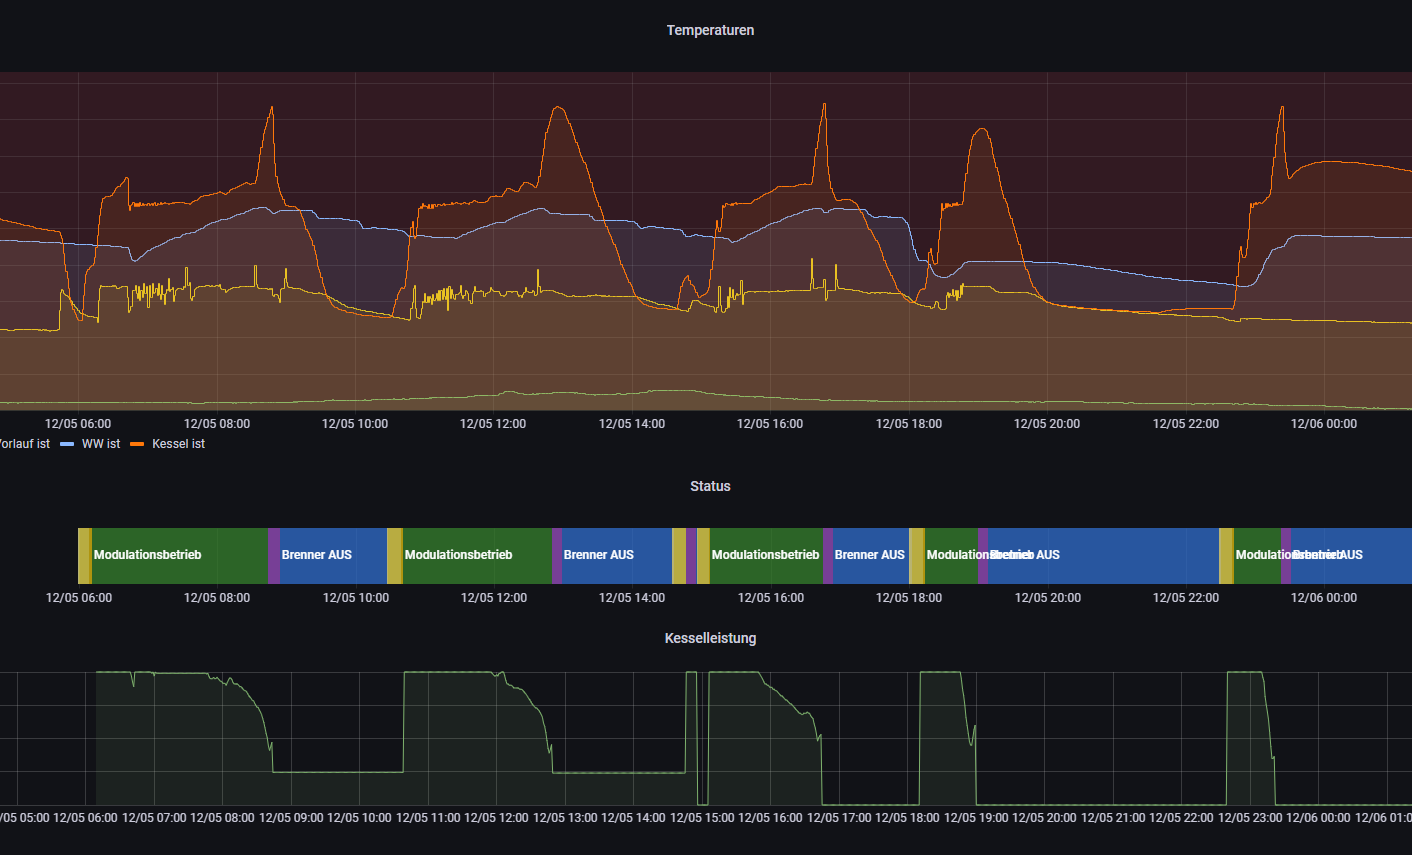 Temperaturen
12/05 06:00 12/05 08:00 12/05 10:00 12/05 12:00 12/05 14:00 12/05 16:00 12/05 18:00 12/05 20:00 12/05 22:00 12/06 00:00
orlauf ist WW ist Kessel ist
Status
Modulationsbetrieb Brenner AUS Modulationsbetrieb Brenner AUS Modulationsbetrieb Brenner AUS Modulationsbetrieb Brenner AUS Modulationsbetrieb Brenner AUS
12/05 06:00 12/05 08:00 12/05 10:00 12/05 12:00 12/05 14:00 12/05 16:00 12/05 18:00 12/05 20:00 12/05 22:00 12/06 00:00
Kesselleistung
/05 05:00 12/05 06:00 12/05 07:00 12/05 08:00 12/05 09:00 12/05 10:00 12/05 11:00 12/05 12:00 12/05 13:00 12/05 14:00 12/05 15:00 12/05 16:00 12/05 17:00 12/05 18:00 12/05 19:00 12/05 20:00 12/05 21:00 12/05 22:00 12/05 23:00 12/06 00:00 12/06 01:0